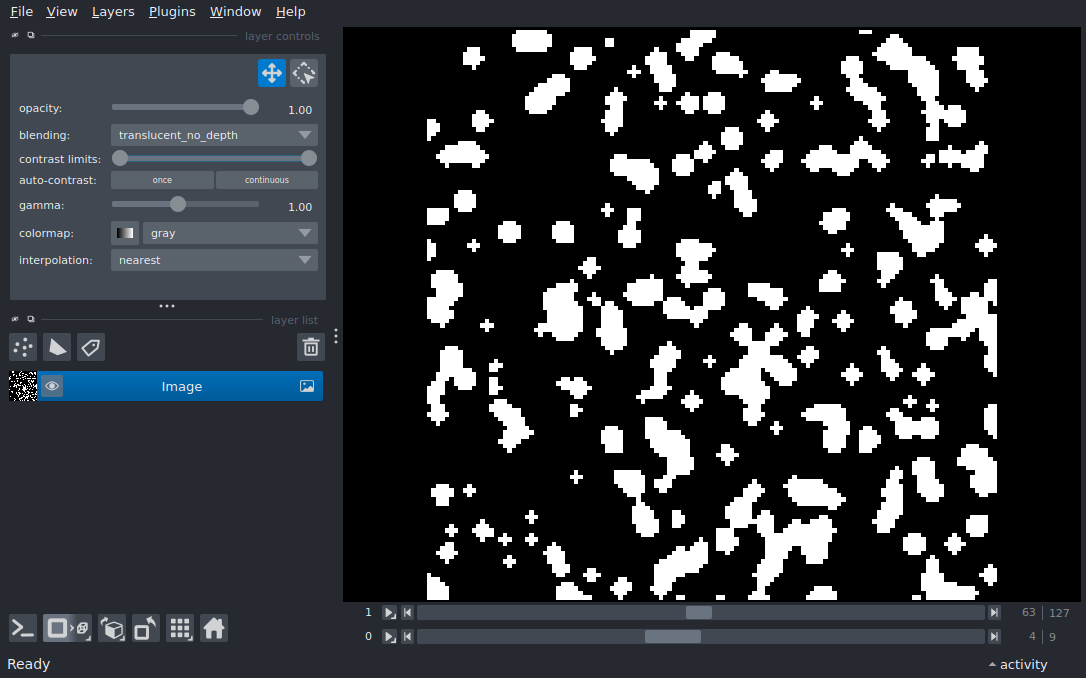 File View Layers Plugins Window Help
layer controls
opacity: 1.00
blending: translucent_no_depth
contrast limits:
auto-contrast: once continuous
gamma: 1.00
colormap: gray
interpolation: nearest
layer list
Image
1 63 127
0 4 9
Ready activity